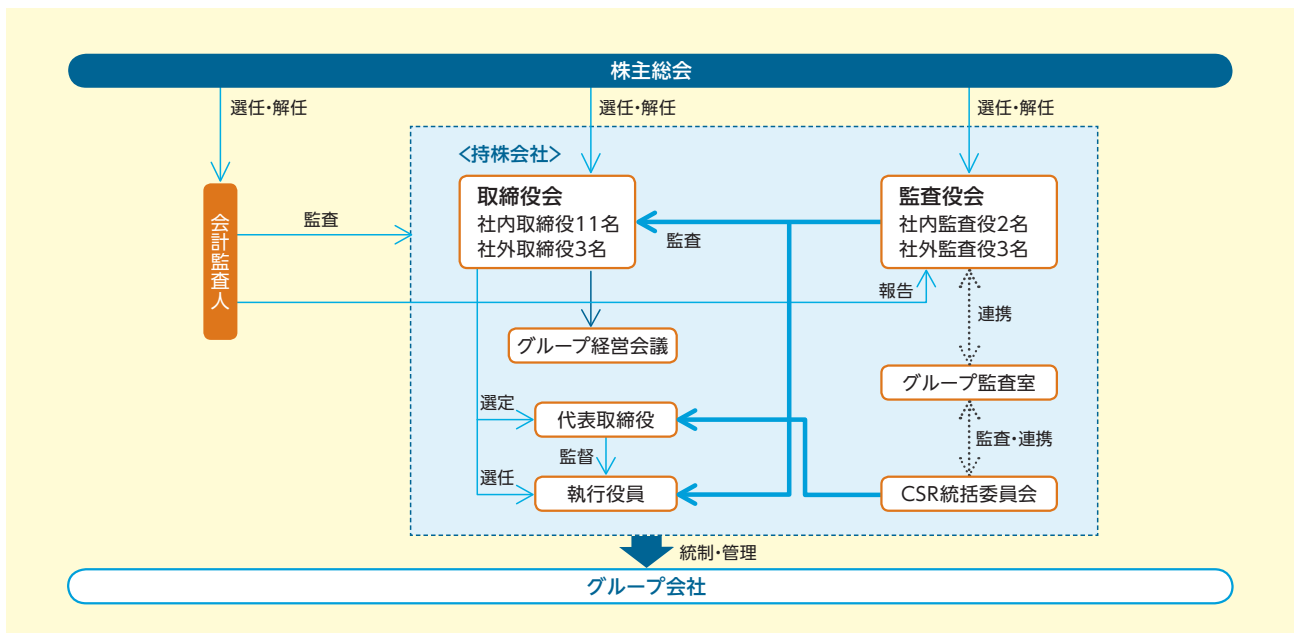 株主総会
選任・解任
選任・解任
選任・解任
<持株会社>
取締役会
社内取締役11名
社外取締役3名
監査役会
社内監査役2名
社外監査役3名
会計監査人
監査
監査
報告
連携
グループ経営会議
グループ監査室
選定
代表取締役
監査・連携
監督
選任
執行役員
CSR統括委員会
統制・管理
グループ会社